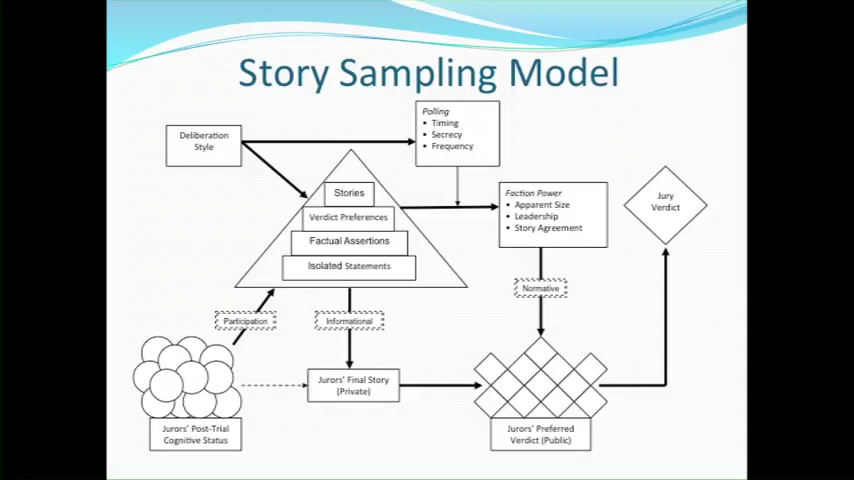 Story Sampling Model
Polling
• Timing
• Secrecy
• Frequency
Deliberation
Style
Stories
Verdict Preferences
Factual Assertions
Isolated Statements
Faction Power
• Apparent Size
• Leadership
• Story Agreement
Jury
Verdict
Normative
Participation
Informational
Jurors' Final Story
(Private)
Jurors' Post-Trial
Cognitive Status
Jurors' Preferred
Verdict (Public)